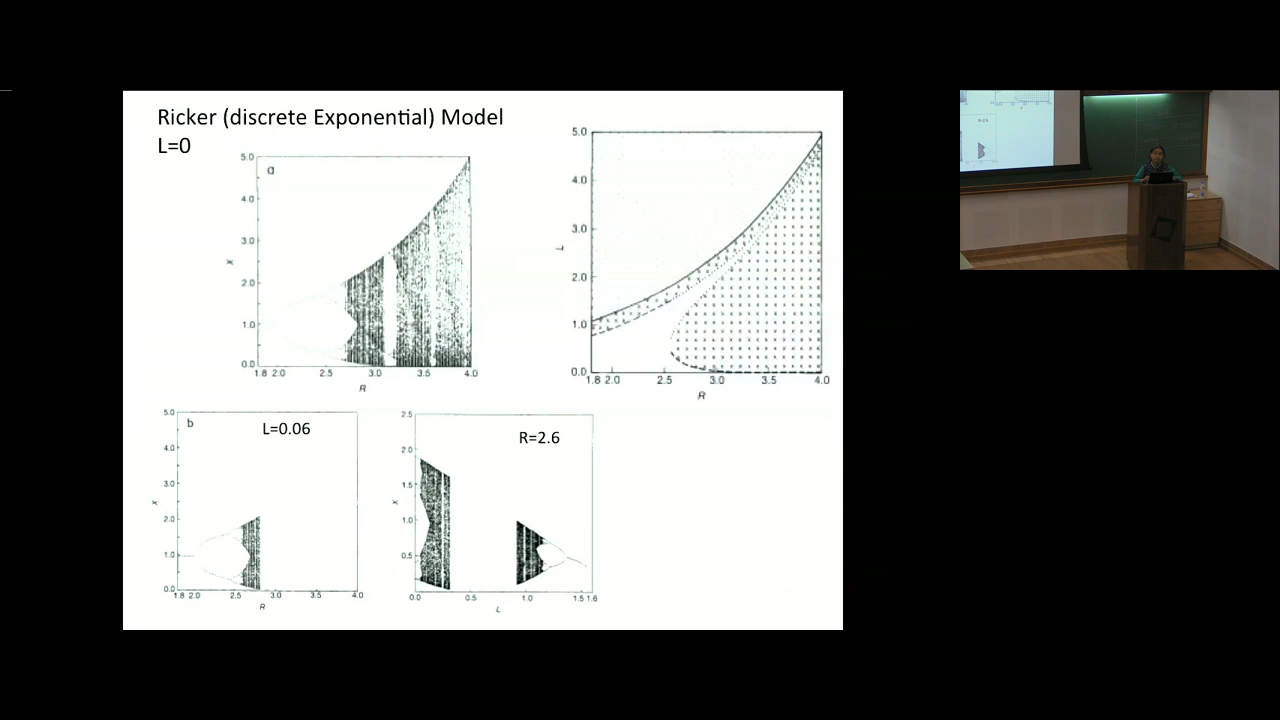 Ricker (discrete Exponential) Model
L=0
a
5.0
4.0
3.0
2.0
1.0
0.0
X
1.8 2.0 2.5 3.0 3.5 4.0
R
5.0
4.0
3.0
2.0
1.0
0.0
L
1.8 2.0 2.5 3.0 3.5 4.0
R
b
L=0.06
5.0
4.0
3.0
2.0
1.0
0.0
X
1.8 2.0 2.5 3.0 3.5 4.0
R
R=2.6
2.5
2.0
1.5
1.0
0.5
X
0.0 0.5 1.0 1.5 1.6
L